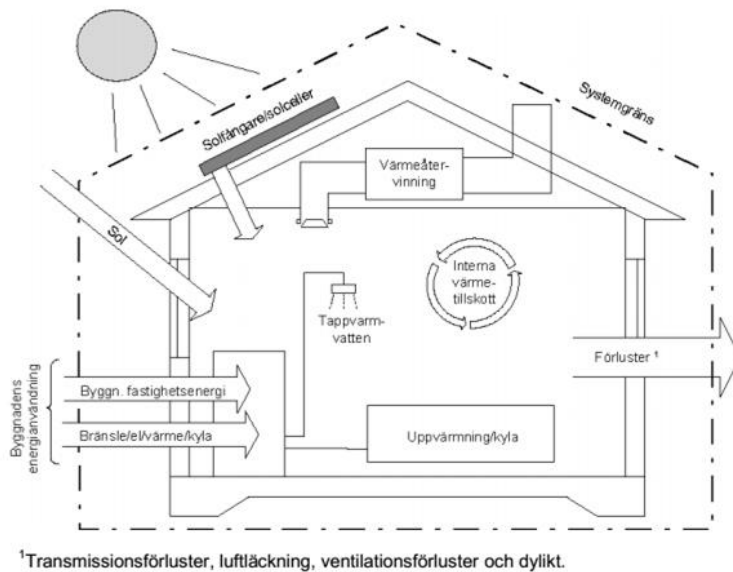 Solfångare/solceller
Systemgräns
Värmeåter-
vinning
Sol
Interna
värme-
tillskott
Tappvarm-
vatten
Förluster ¹
Byggnadens
energianvändning
Byggn. fastighetsenergi
Bränsle/el/värme/kyla
Uppvärmning/kyla
¹Transmissionsförluster, luftläckning, ventilationsförluster och dylikt.